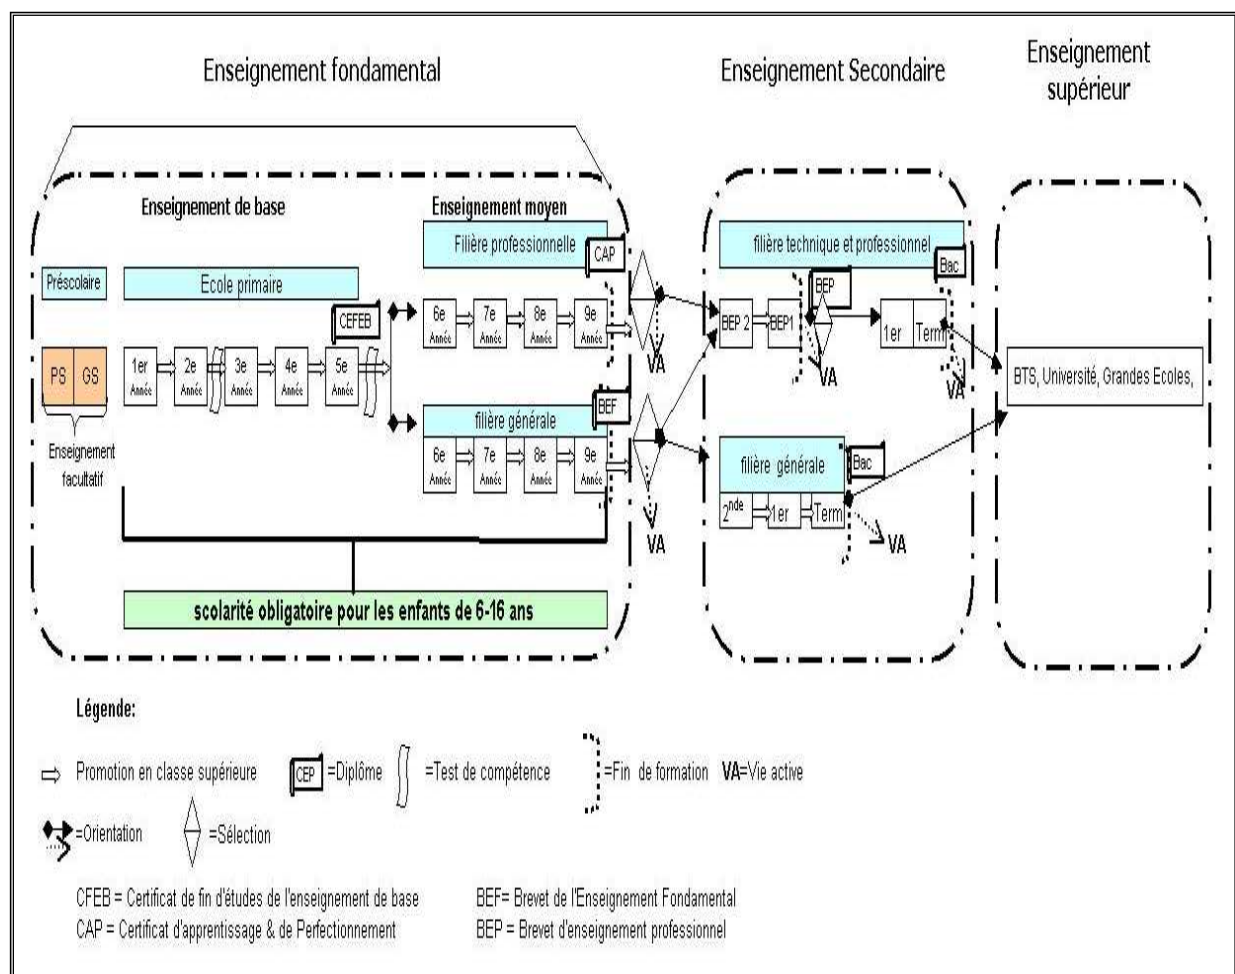 Enseignement fondamental
Enseignement Secondaire
Enseignement
supérieur
Enseignement de base
Enseignement moyen
Préscolaire
Ecole primaire
CEFEB
PS
GS
Enseignement
facultatif
1er
Année
2e
Année
3e
Année
4e
Année
5e
Année
Filière professionnelle
CAP
6e
Année
7e
Année
8e
Année
9e
Année
VA
filière générale
BEF
6e
Année
7e
Année
8e
Année
9e
Année
VA
scolarité obligatoire pour les enfants de 6-16 ans
filière technique et professionnel
Bac
BEP
BEP 2
BEP1
VA
1er
Term
VA
filière générale
Bac
2nde
1er
Term
VA
BTS, Université, Grandes Ecoles,
Légende:
Promotion en classe supérieure
CEP
=Diplôme
=Test de compétence
=Fin de formation
VA=Vie active
=Orientation
=Sélection
CFEB = Certificat de fin d'études de l'enseignement de base
BEF= Brevet de l'Enseignement Fondamental
CAP = Certificat d'apprentissage & de Perfectionnement
BEP = Brevet d'enseignement professionnel